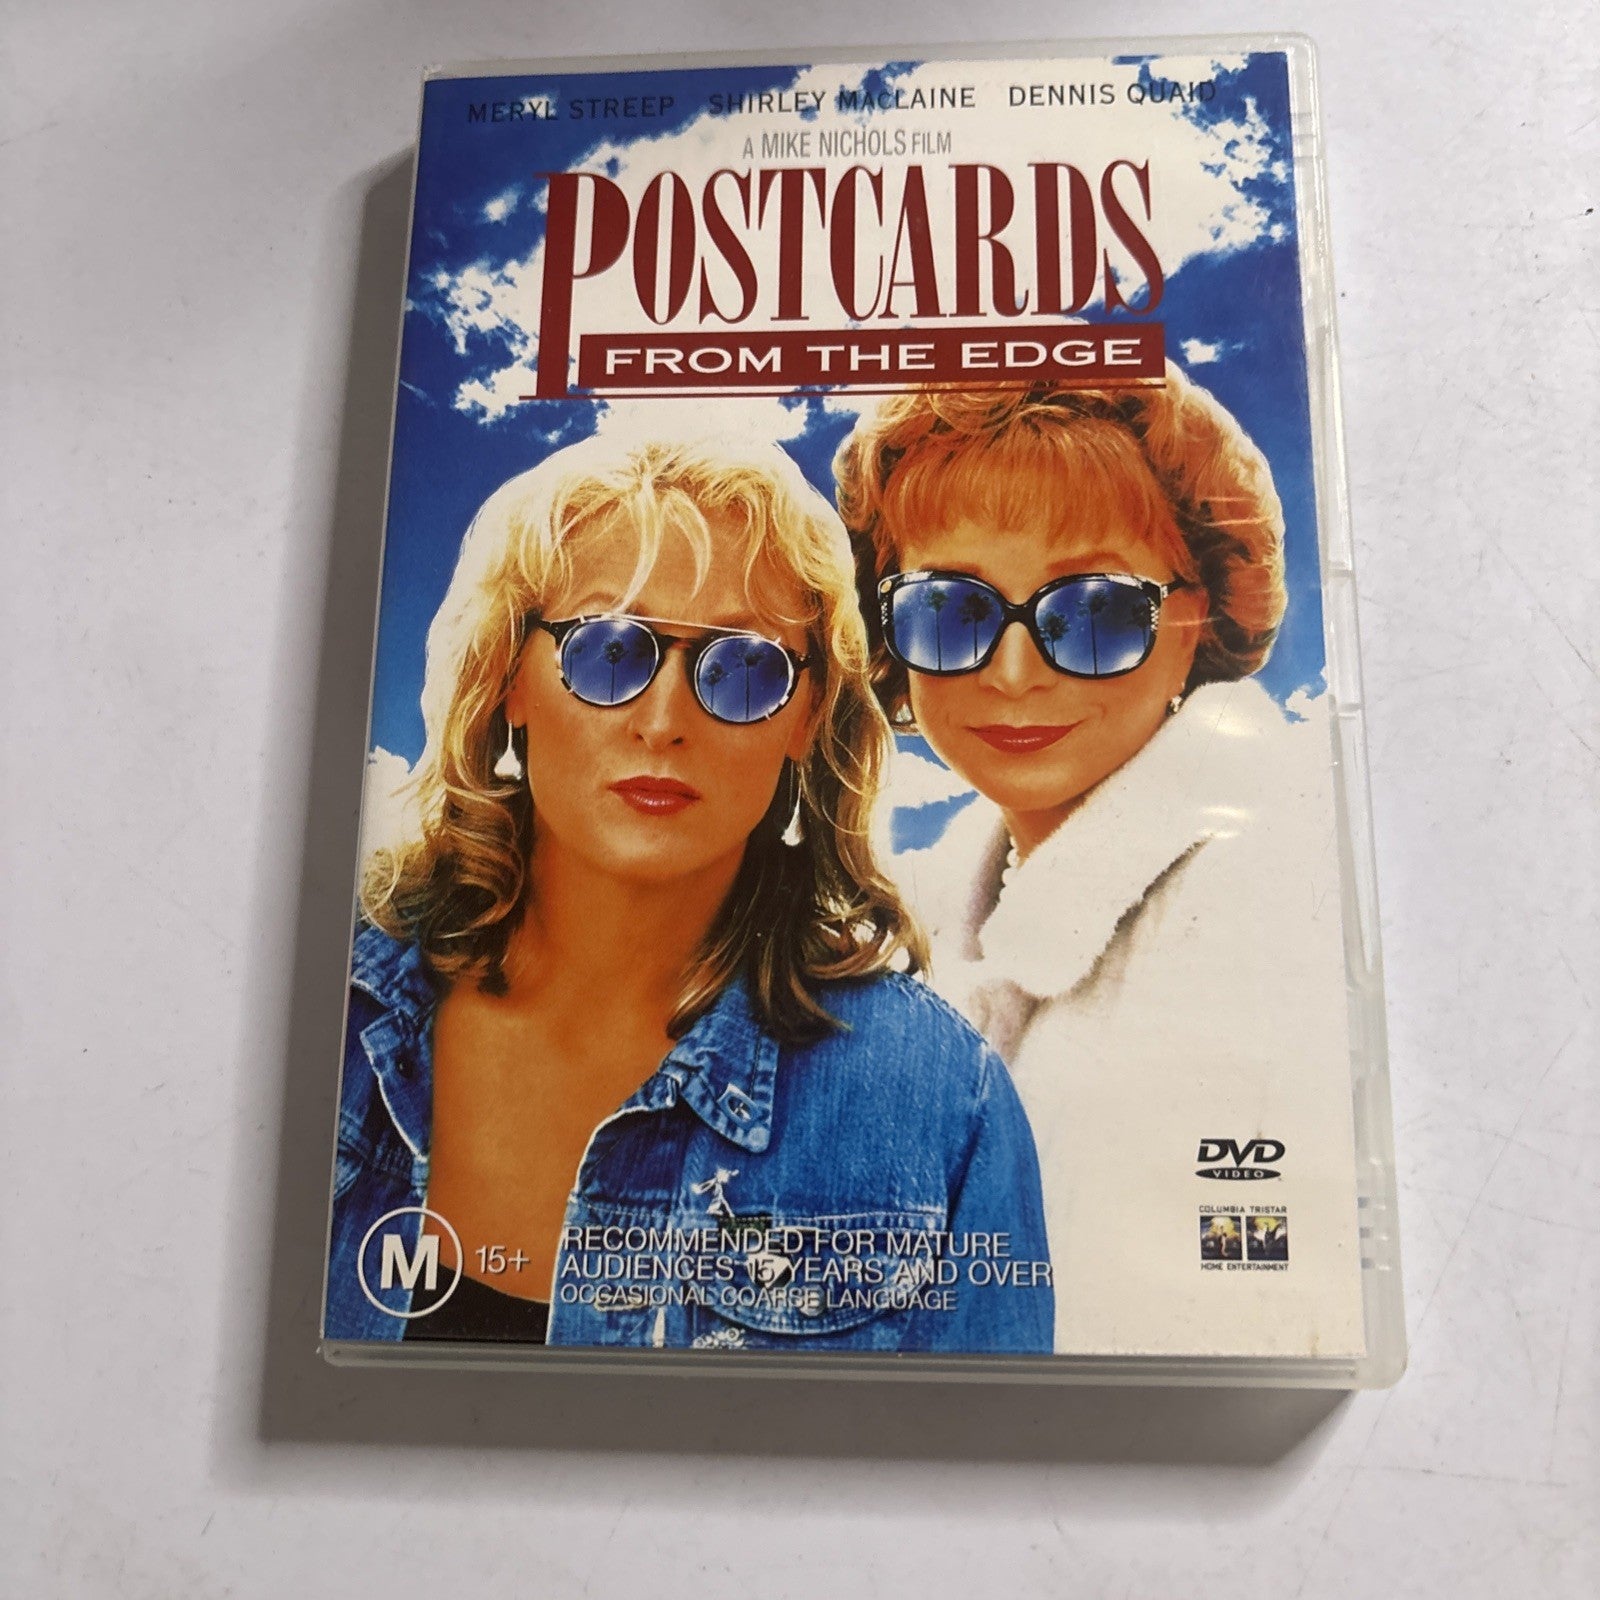 MERYL STREEP SHIRLEY MACLAINE DENNIS QUAID
A MIKE NICHOLS FILM
POSTCARDS
FROM THE EDGE
DVD
VIDEO
COLUMBIA TRISTAR
HOME ENTERTAINMENT
M 15+
RECOMMENDED FOR MATURE
AUDIENCES 15 YEARS AND OVER
OCCASIONAL COARSE LANGUAGE